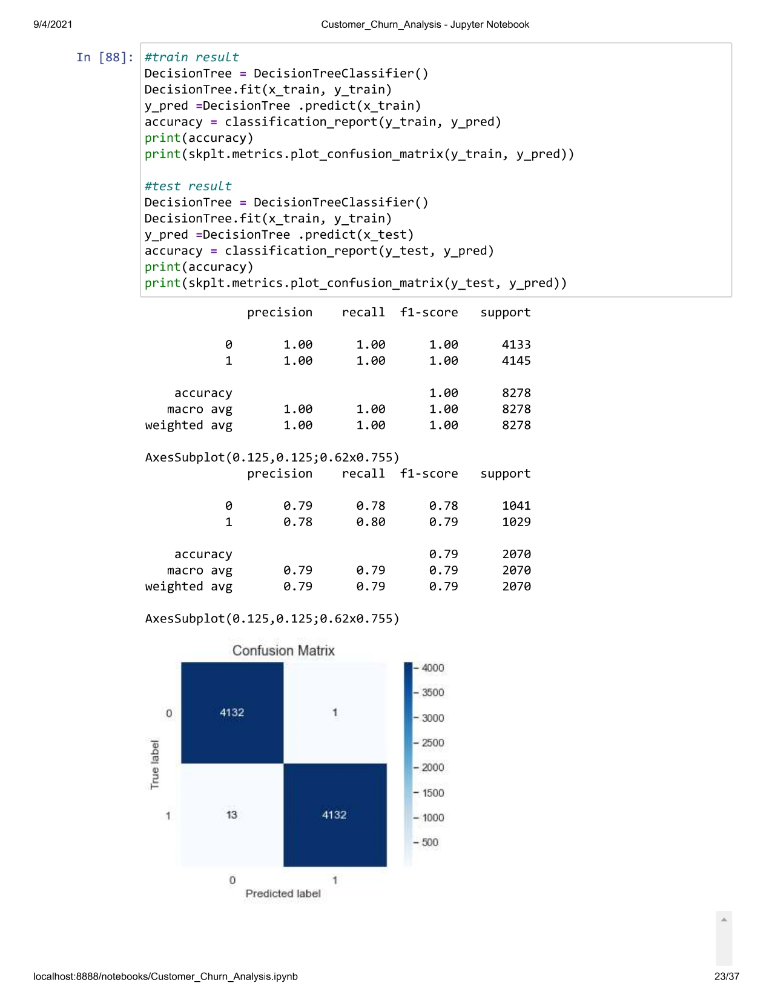 9/4/2021 Customer_Churn_Analysis - Jupyter Notebook
In [88]: #train result
DecisionTree = DecisionTreeClassifier()
DecisionTree.fit(x_train, y_train)
y_pred =DecisionTree .predict(x_train)
accuracy = classification_report(y_train, y_pred)
print(accuracy)
print(skplt.metrics.plot_confusion_matrix(y_train, y_pred))
#test result
DecisionTree = DecisionTreeClassifier()
DecisionTree.fit(x_train, y_train)
y_pred =DecisionTree .predict(x_test)
accuracy = classification_report(y_test, y_pred)
print(accuracy)
print(skplt.metrics.plot_confusion_matrix(y_test, y_pred))
precision recall f1-score support
0 1.00 1.00 1.00 4133
1 1.00 1.00 1.00 4145
accuracy 1.00 8278
macro avg 1.00 1.00 1.00 8278
weighted avg 1.00 1.00 1.00 8278
AxesSubplot(0.125,0.125;0.62x0.755)
precision recall f1-score support
0 0.79 0.78 0.78 1041
1 0.78 0.80 0.79 1029
accuracy 0.79 2070
macro avg 0.79 0.79 0.79 2070
weighted avg 0.79 0.79 0.79 2070
AxesSubplot(0.125,0.125;0.62x0.755)
Confusion Matrix
4000
3500
0 4132 1
3000
2500
True label
2000
1500
1 13 4132
1000
500
0 1
Predicted label
localhost:8888/notebooks/Customer_Churn_Analysis.ipynb 23/37